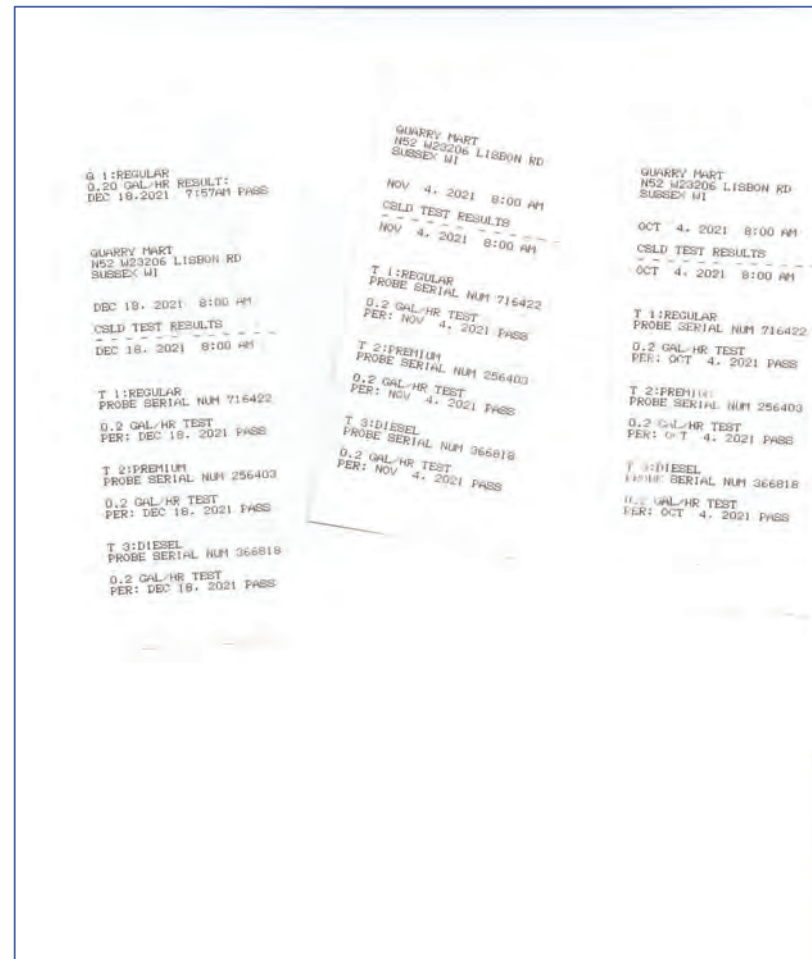 Q 1:REGULAR
0.20 GAL/HR RESULT:
DEC 18.2021 7:57AM PASS
QUARRY MART
N52 W23206 LISBON RD
SUSSEX WI
DEC 18. 2021 8:00 AM
CSLD TEST RESULTS
DEC 18. 2021 8:00 AM
T 1:REGULAR
PROBE SERIAL NUM 716422
0.2 GAL/HR TEST
PER: DEC 18. 2021 PASS
T 2:PREMIUM
PROBE SERIAL NUM 256403
0.2 GAL/HR TEST
PER: DEC 18. 2021 PASS
T 3:DIESEL
PROBE SERIAL NUM 366818
0.2 GAL/HR TEST
PER: DEC 18. 2021 PASS
QUARRY MART
N52 W23206 LISBON RD
SUSSEX WI
NOV 4. 2021 8:00 AM
CSLD TEST RESULTS
NOV 4. 2021 8:00 AM
T 1:REGULAR
PROBE SERIAL NUM 716422
0.2 GAL/HR TEST
PER: NOV 4. 2021 PASS
T 2:PREMIUM
PROBE SERIAL NUM 256403
0.2 GAL/HR TEST
PER: NOV 4. 2021 PASS
T 3:DIESEL
PROBE SERIAL NUM 366818
0.2 GAL/HR TEST
PER: NOV 4. 2021 PASS
QUARRY MART
N52 W23206 LISBON RD
SUSSEX WI
OCT 4. 2021 8:00 AM
CSLD TEST RESULTS
OCT 4. 2021 8:00 AM
T 1:REGULAR
PROBE SERIAL NUM 716422
0.2 GAL/HR TEST
PER: OCT 4. 2021 PASS
T 2:PREMIUM
PROBE SERIAL NUM 256403
0.2 GAL/HR TEST
PER: OCT 4. 2021 PASS
T 3:DIESEL
PROBE SERIAL NUM 366818
0.2 GAL/HR TEST
PER: OCT 4. 2021 PASS